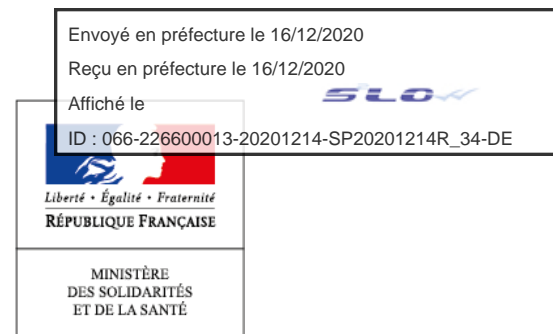 Envoyé en préfecture le 16/12/2020
Reçu en préfecture le 16/12/2020
Affiché le
SLO
ID : 066-226600013-20201214-SP20201214R_34-DE
Liberté • Égalité • Fraternité
RÉPUBLIQUE FRANÇAISE
MINISTÈRE
DES SOLIDARITÉS
ET DE LA SANTÉ